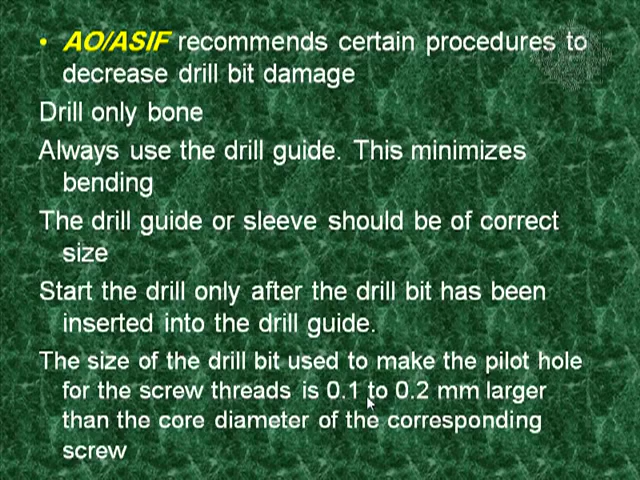 • AO/ASIF recommends certain procedures to
decrease drill bit damage
Drill only bone
Always use the drill guide. This minimizes
bending
The drill guide or sleeve should be of correct
size
Start the drill only after the drill bit has been
inserted into the drill guide.
The size of the drill bit used to make the pilot hole
for the screw threads is 0.1 to 0.2 mm larger
than the core diameter of the corresponding
screw